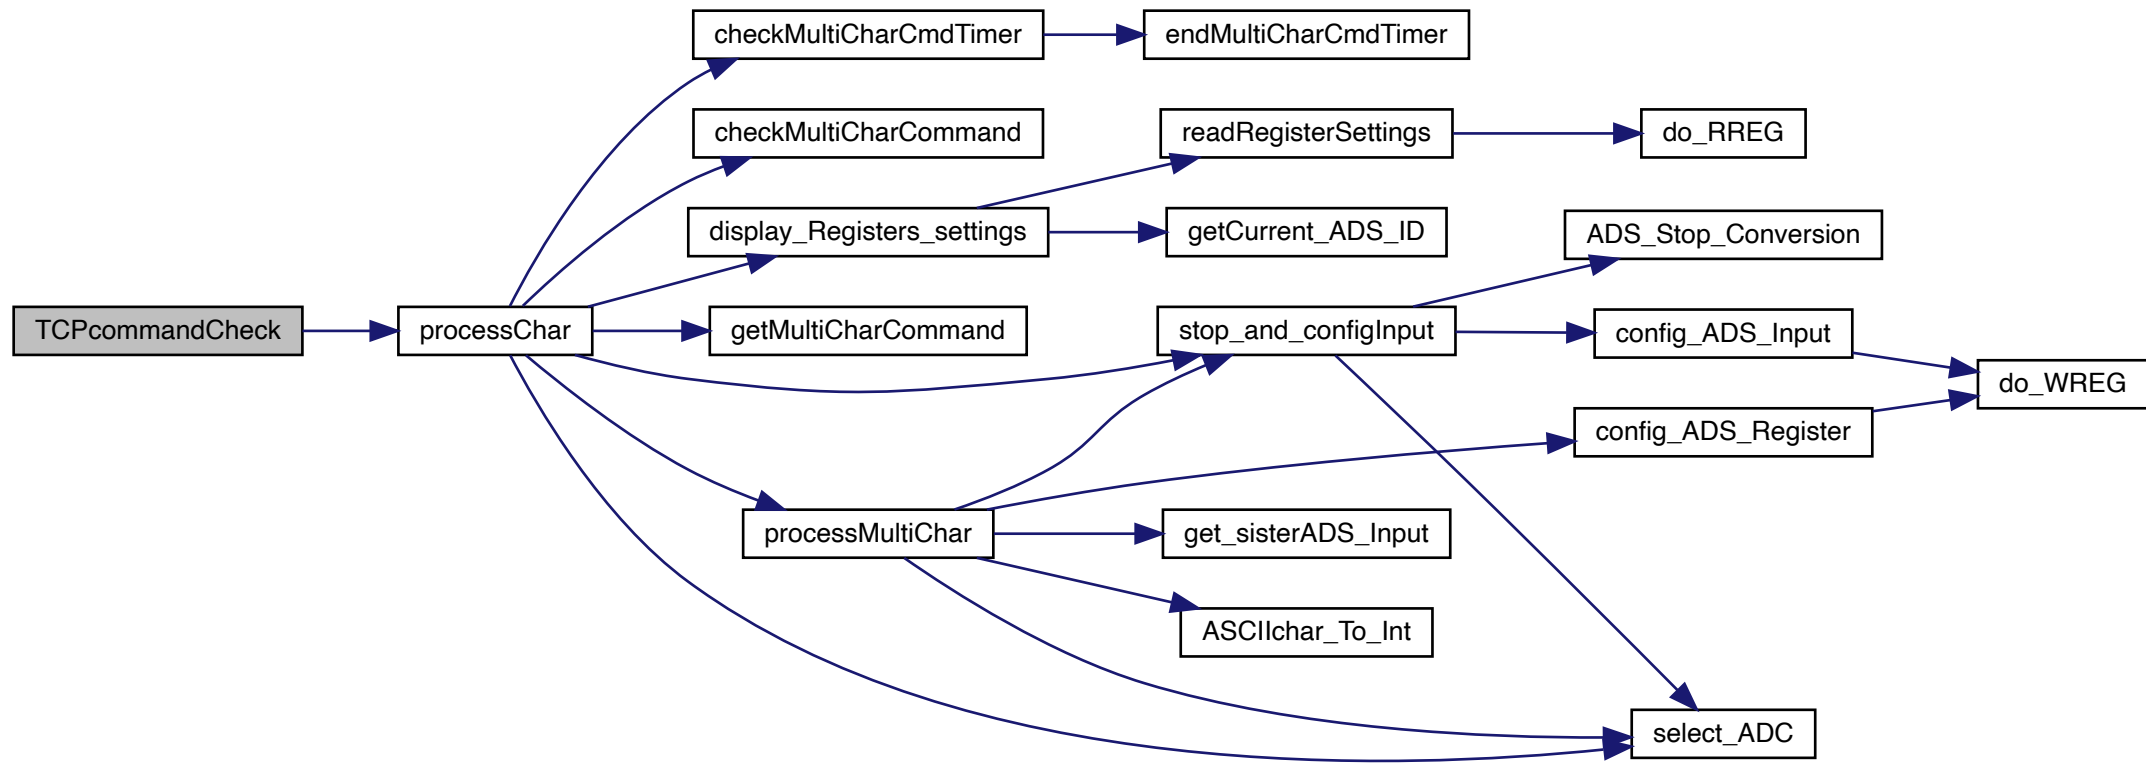 checkMultiCharCmdTimer
endMultiCharCmdTimer
checkMultiCharCommand
readRegisterSettings
do_RREG
display_Registers_settings
getCurrent_ADS_ID
ADS_Stop_Conversion
TCPcommandCheck
processChar
getMultiCharCommand
stop_and_configInput
config_ADS_Input
do_WREG
config_ADS_Register
processMultiChar
get_sisterADS_Input
ASCIIchar_To_Int
select_ADC